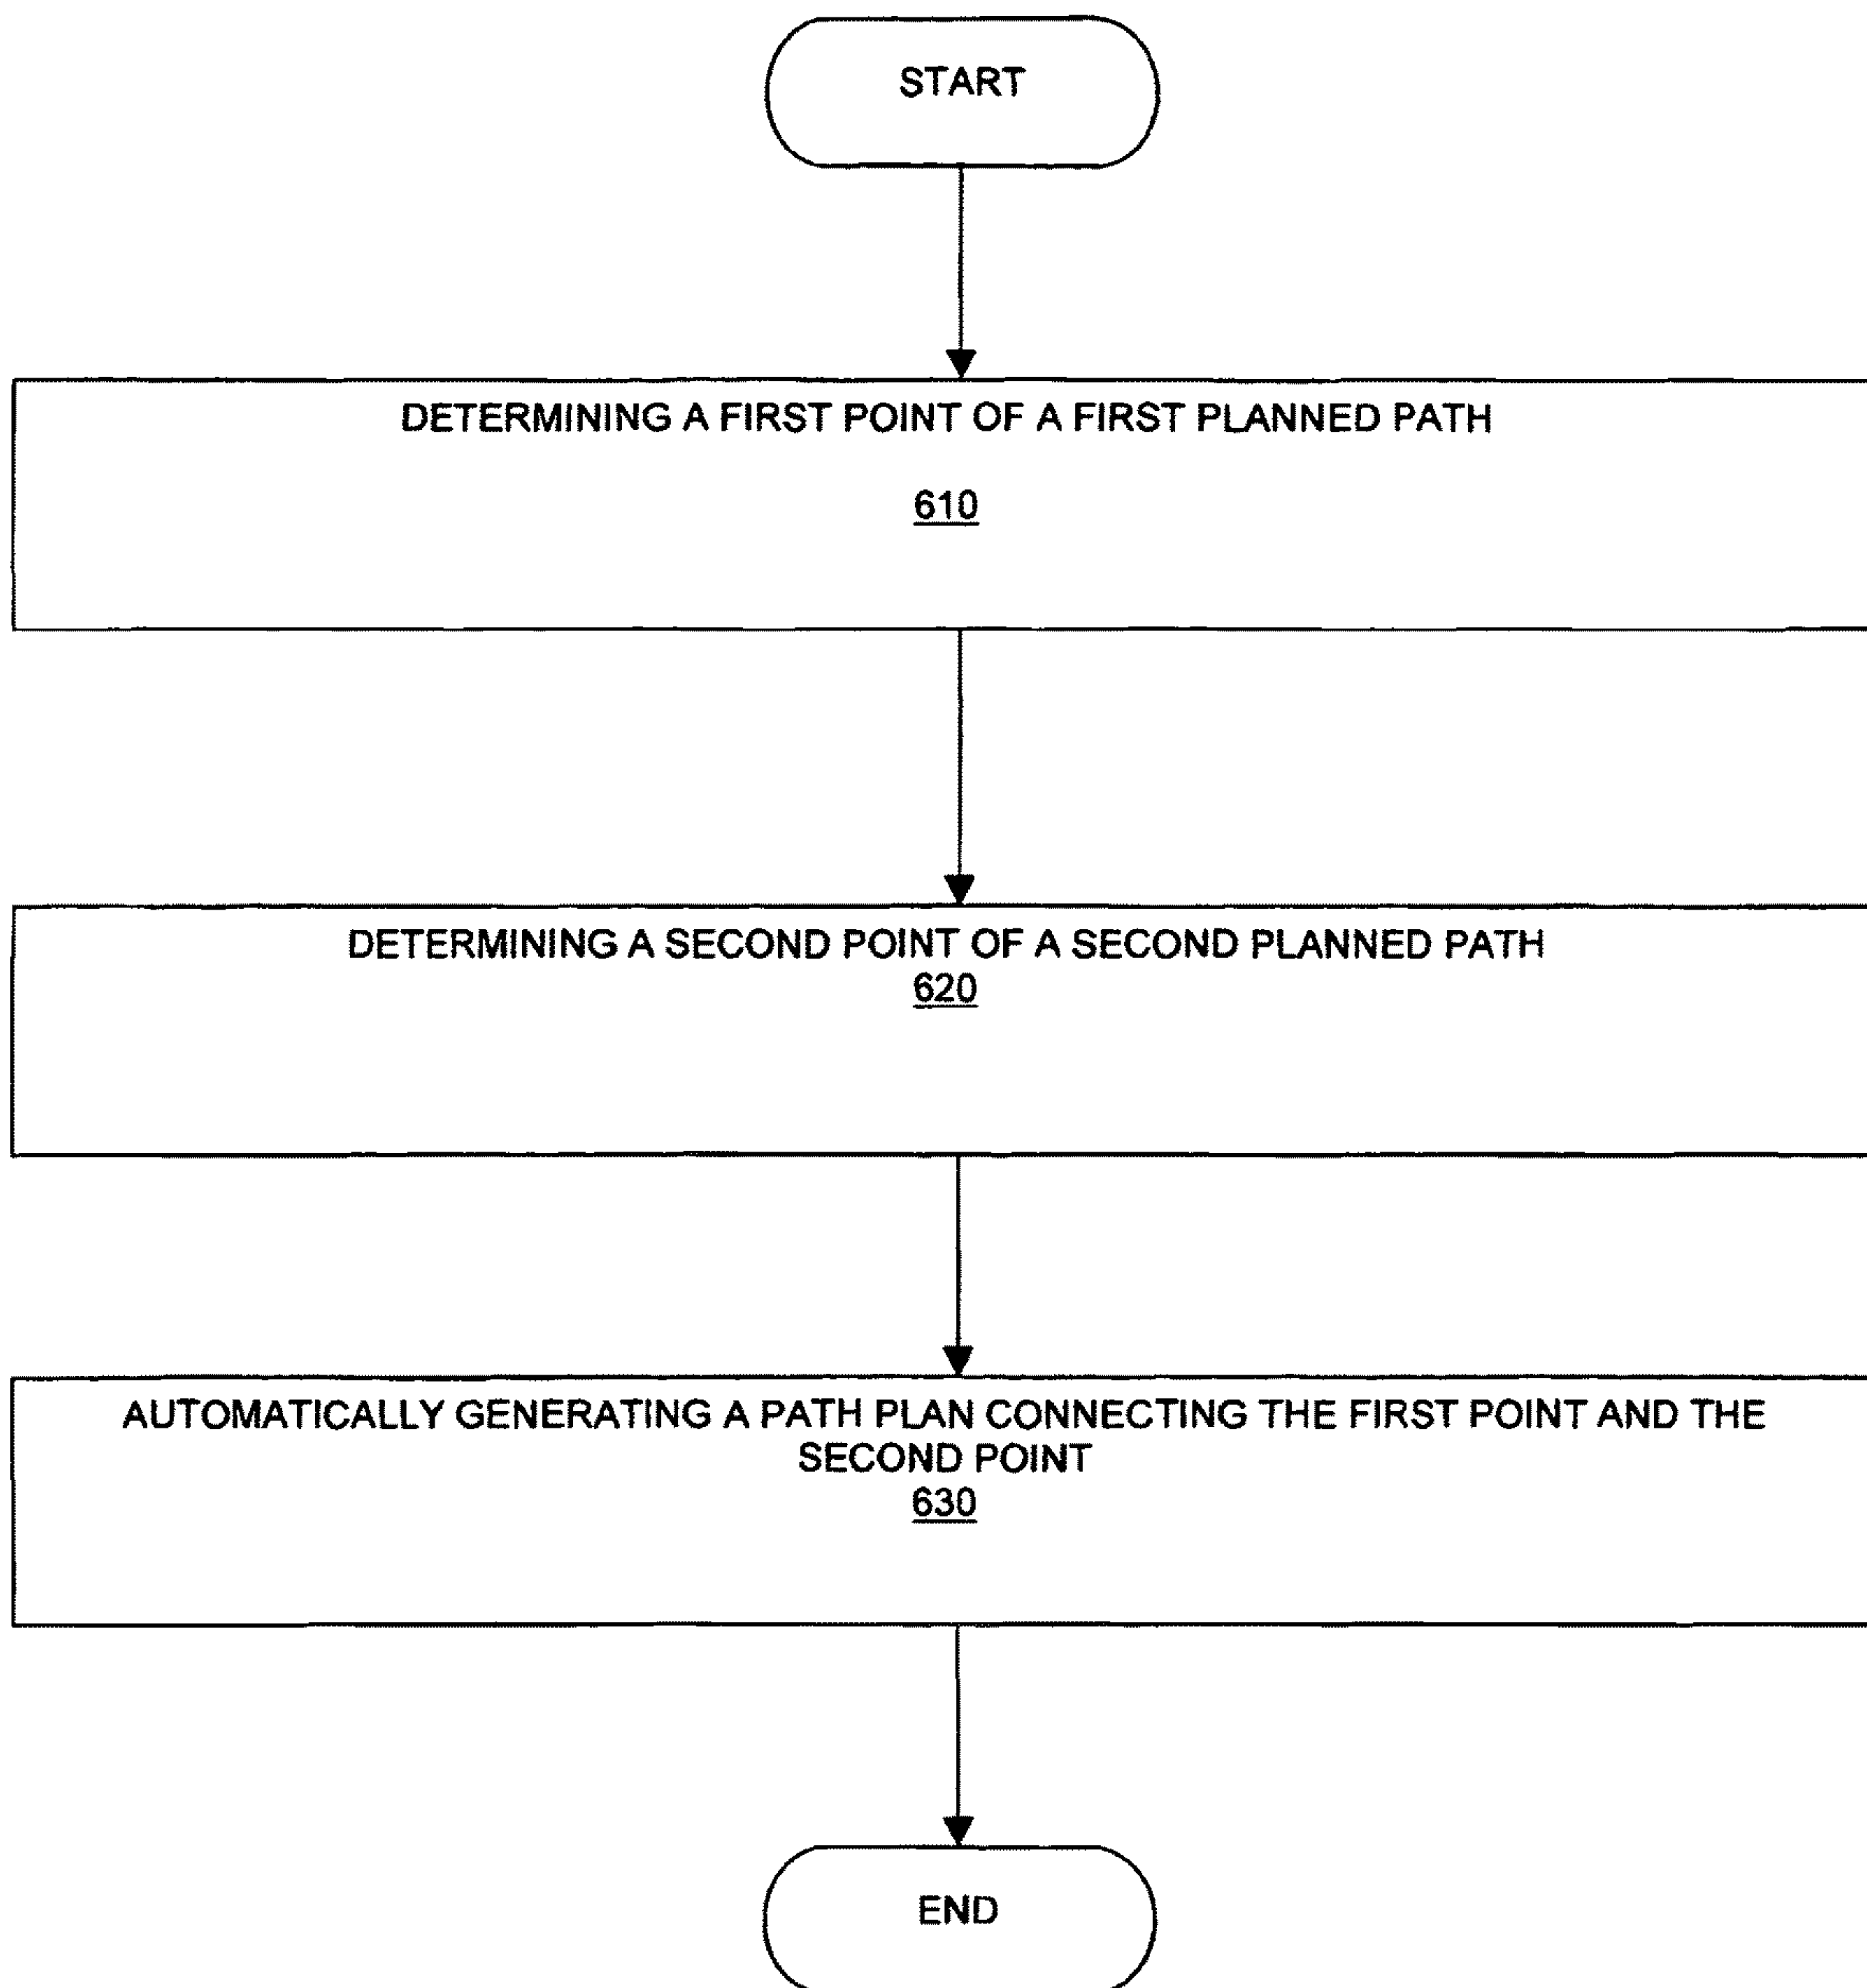 START
DETERMINING A FIRST POINT OF A FIRST PLANNED PATH
610
DETERMINING A SECOND POINT OF A SECOND PLANNED PATH
620
AUTOMATICALLY GENERATING A PATH PLAN CONNECTING THE FIRST POINT AND THE
SECOND POINT
630
END